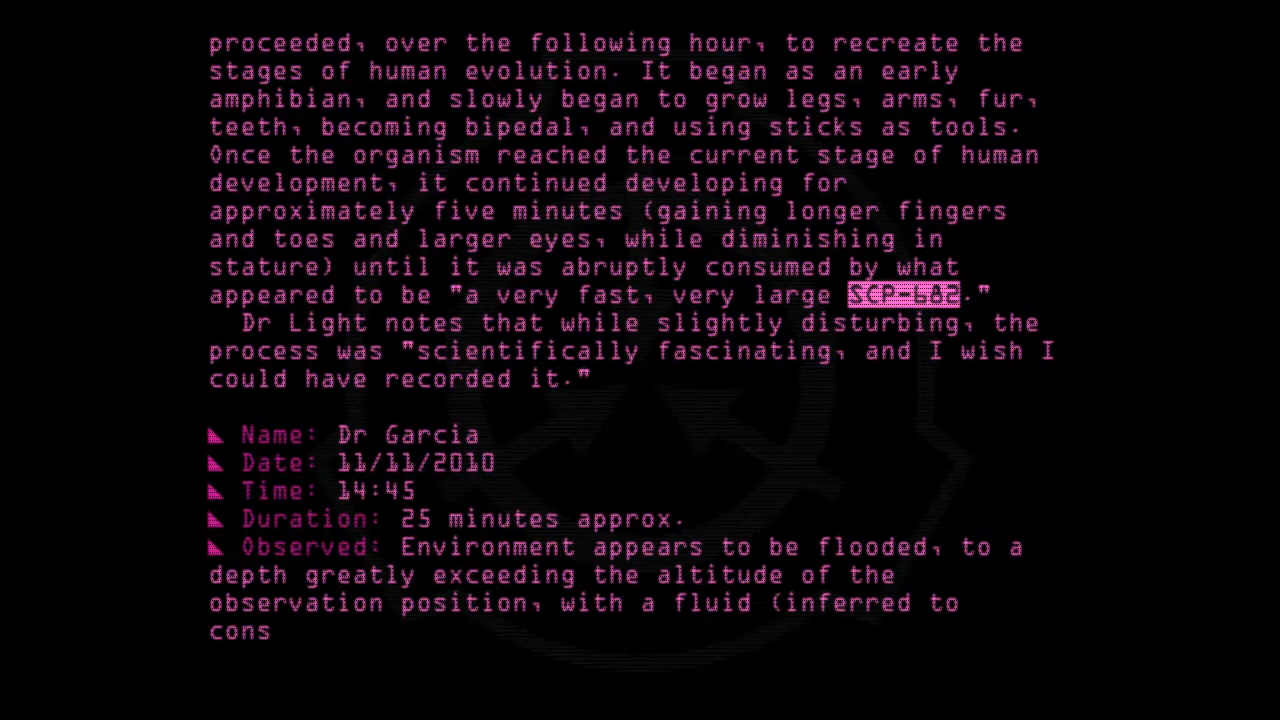 proceeded, over the following hour, to recreate the
stages of human evolution. It began as an early
amphibian, and slowly began to grow legs, arms, fur,
teeth, becoming bipedal, and using sticks as tools.
Once the organism reached the current stage of human
development, it continued developing for
approximately five minutes (gaining longer fingers
and toes and larger eyes, while diminishing in
stature) until it was abruptly consumed by what
appeared to be "a very fast, very large SCP-682."
Dr Light notes that while slightly disturbing, the
process was "scientifically fascinating, and I wish I
could have recorded it."
Name: Dr Garcia
Date: 11/11/2010
Time: 14:45
Duration: 25 minutes approx.
Observed: Environment appears to be flooded, to a
depth greatly exceeding the altitude of the
observation position, with a fluid (inferred to
cons